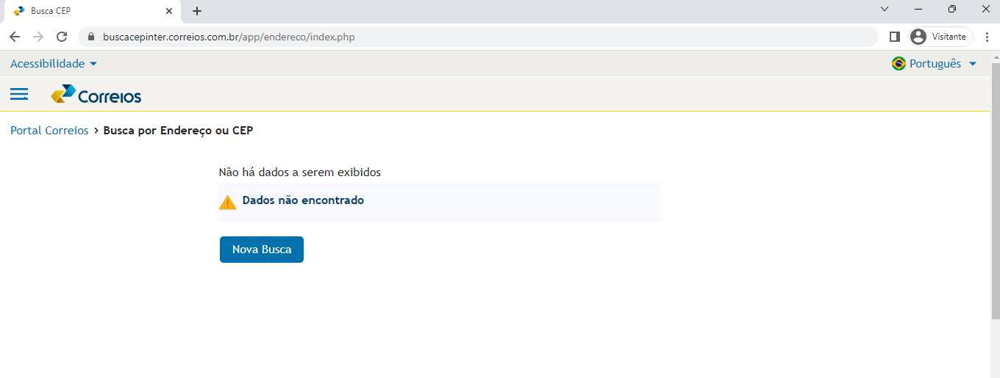 Busca CEP
buscacepinter.correios.com.br/app/endereco/index.php
Visitante
Acessibilidade
Português
Correios
Portal Correios > Busca por Endereço ou CEP
Não há dados a serem exibidos
Dados não encontrado
Nova Busca